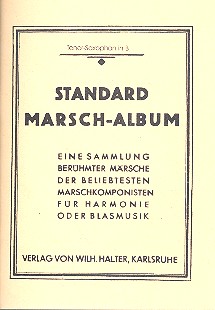 Tenor-Saxophon in B
STANDARD
MARSCH-ALBUM
EINE SAMMLUNG
BERÜHMTER MÄRSCHE
DER BELIEBTESTEN
MARSCHKOMPONISTEN
FÜR HARMONIE
ODER BLASMUSIK
VERLAG VON WILH. HALTER, KARLSRUHE